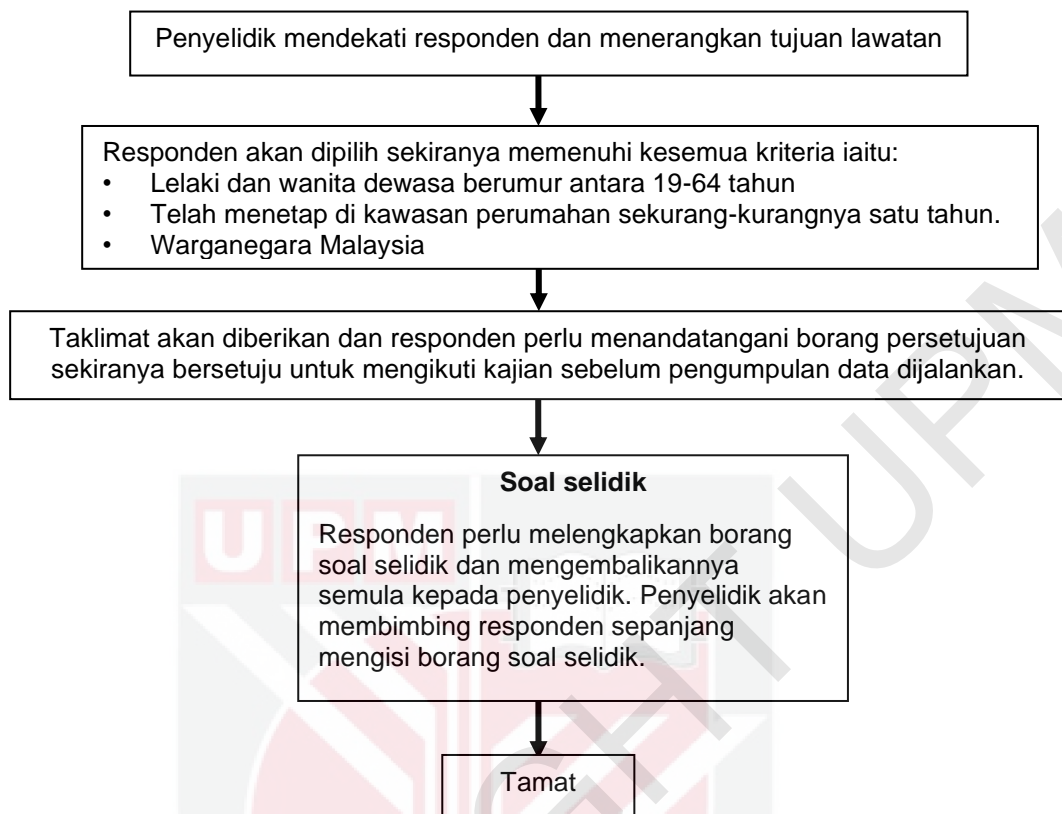 Penyelidik mendekati responden dan menerangkan tujuan lawatan
Responden akan dipilih sekiranya memenuhi kesemua kriteria iaitu:
• Lelaki dan wanita dewasa berumur antara 19-64 tahun
• Telah menetap di kawasan perumahan sekurang-kurangnya satu tahun.
• Warganegara Malaysia
Taklimat akan diberikan dan responden perlu menandatangani borang persetujuan
sekiranya bersetuju untuk mengikuti kajian sebelum pengumpulan data dijalankan.
Soal selidik
Responden perlu melengkapkan borang
soal selidik dan mengembalikannya
semula kepada penyelidik. Penyelidik akan
membimbing responden sepanjang
mengisi borang soal selidik.
Tamat
UPM
GHT UPM